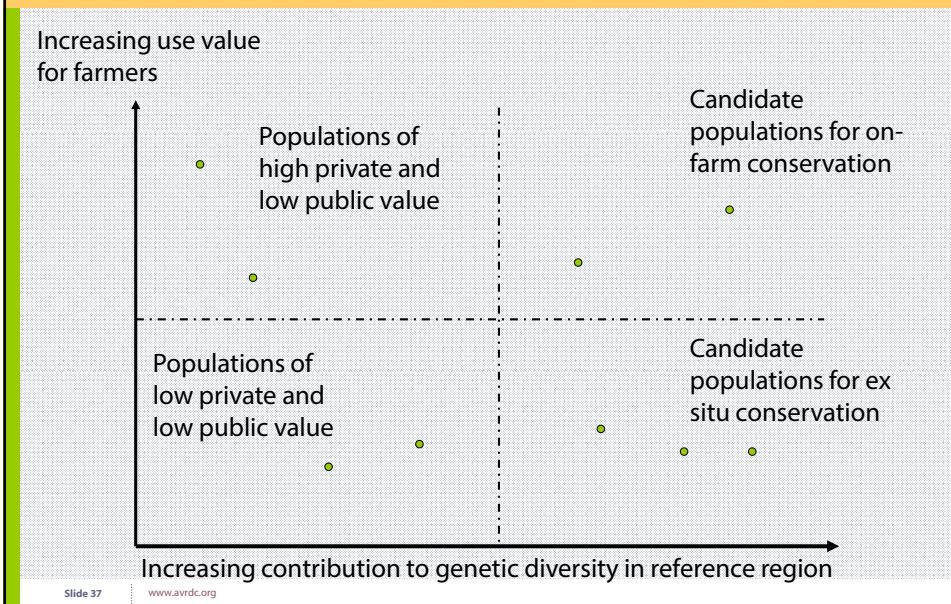 Increasing use value
for farmers
Populations of
high private and
low public value
Candidate
populations for on-
farm conservation
Populations of
low private and
low public value
Candidate
populations for ex
situ conservation
Increasing contribution to genetic diversity in reference region
Slide 37
www.avrdc.org